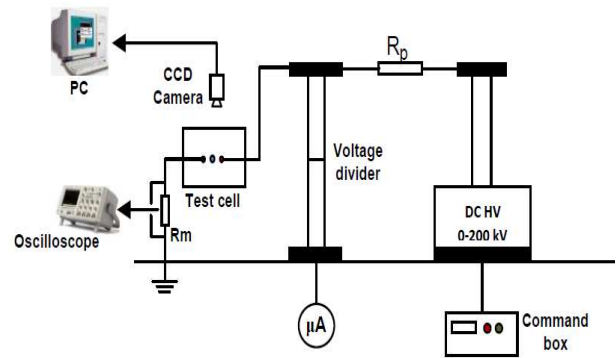 PC
CCD
Camera
Rp
Voltage
divider
Test cell
Oscilloscope
Rm
DC HV
0-200 kV
µA
Command
box